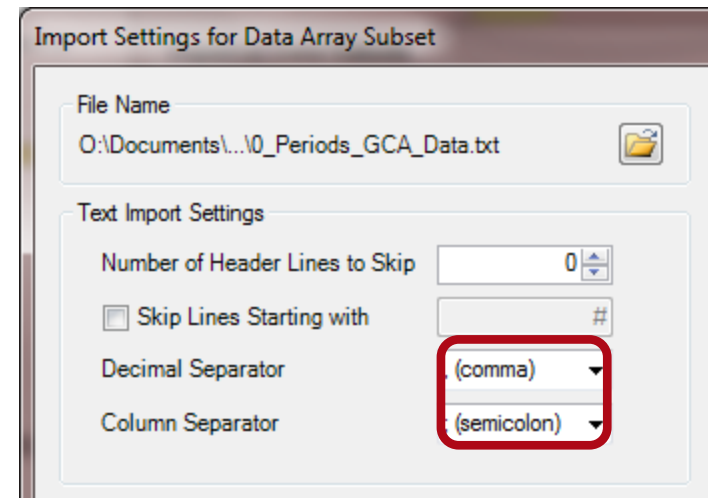 Import Settings for Data Array Subset
File Name
O:\Documents\...\0_Periods_GCA_Data.txt
Text Import Settings
Number of Header Lines to Skip 0
Skip Lines Starting with #
Decimal Separator , (comma)
Column Separator ; (semicolon)